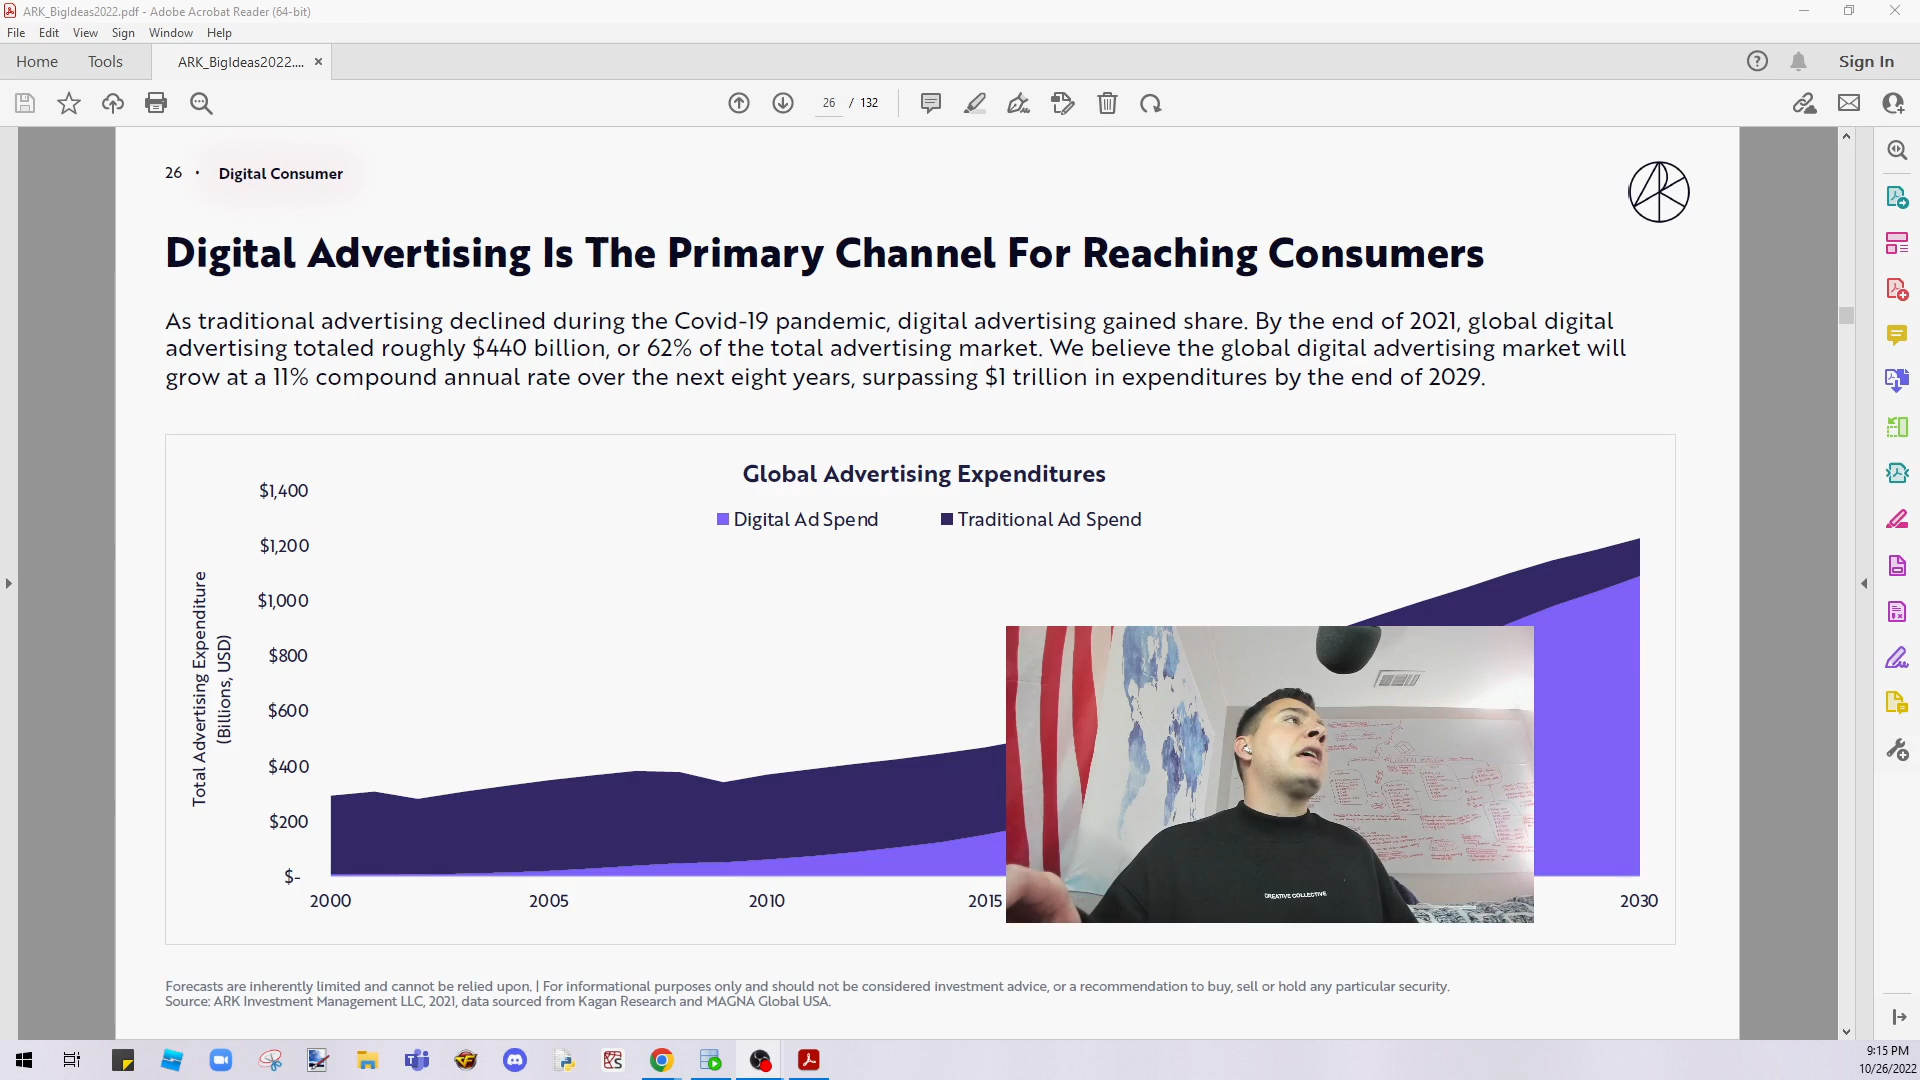 ARK_BigIdeas2022.pdf - Adobe Acrobat Reader (64-bit)
File Edit View Sign Window Help
Home Tools ARK_BigIdeas2022.... × Sign In
26 / 132
26 • Digital Consumer
Digital Advertising Is The Primary Channel For Reaching Consumers
As traditional advertising declined during the Covid-19 pandemic, digital advertising gained share. By the end of 2021, global digital
advertising totaled roughly $440 billion, or 62% of the total advertising market. We believe the global digital advertising market will
grow at a 11% compound annual rate over the next eight years, surpassing $1 trillion in expenditures by the end of 2029.
Global Advertising Expenditures
Digital Ad Spend Traditional Ad Spend
Total Advertising Expenditure
(Billions, USD)
$1,400
$1,200
$1,000
$800
$600
$400
$200
$-
2000 2005 2010 2015 2030
CREATIVE COLLECTIVE
Forecasts are inherently limited and cannot be relied upon. | For informational purposes only and should not be considered investment advice, or a recommendation to buy, sell or hold any particular security.
Source: ARK Investment Management LLC, 2021, data sourced from Kagan Research and MAGNA Global USA.
9:15 PM
10/26/2022